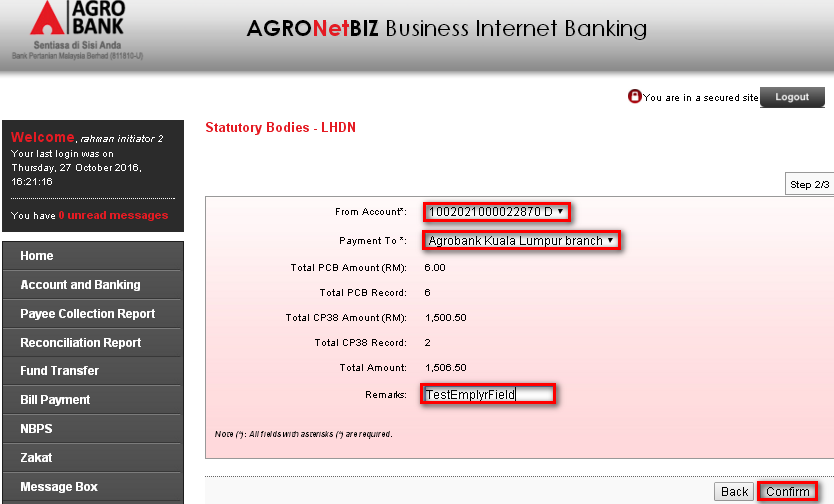 AGRO
BANK
Sentiasa di Sisi Anda
Bank Pertanian Malaysia Berhad (811810-U)
AGRONetBIZ Business Internet Banking
You are in a secured site
Logout
Welcome, rahman initiator 2
Your last login was on
Thursday, 27 October 2016,
16:21:16
You have 0 unread messages
Home
Account and Banking
Payee Collection Report
Reconciliation Report
Fund Transfer
Bill Payment
NBPS
Zakat
Message Box
Statutory Bodies - LHDN
Step 2/3
From Account*: 1002021000022870 D
Payment To *: Agrobank Kuala Lumpur branch
Total PCB Amount (RM): 6.00
Total PCB Record: 6
Total CP38 Amount (RM): 1,500.50
Total CP38 Record: 2
Total Amount: 1,506.50
Remarks: TestEmplyrField
Note (*): All fields with asterisks (*) are required.
Back Confirm